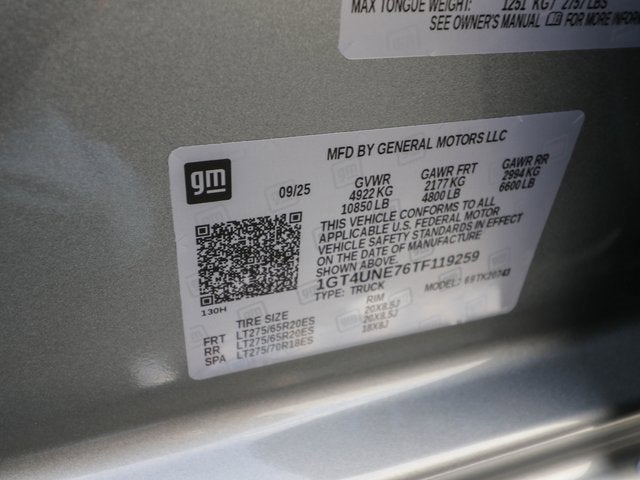 MAX TONGUE WEIGHT: 1251 KG / 2757 LBS
SEE OWNER'S MANUAL FOR MORE INFORM
MFD BY GENERAL MOTORS LLC
gm
09/25
GVWR
4922 KG
10850 LB
GAWR FRT
2177 KG
4800 LB
GAWR RR
2994 KG
6600 LB
THIS VEHICLE CONFORMS TO ALL
APPLICABLE U.S. FEDERAL MOTOR
VEHICLE SAFETY STANDARDS IN EFFECT
ON THE DATE OF MANUFACTURE
SHOWN ABOVE.
1GT4UNE76TF119259
TYPE: TRUCK MODEL:
130H
TIRE SIZE RIM
FRT LT275/65R20ES 20X8.5J
RR LT275/65R20ES 20X8.5J
SPA LT275/70R18ES 18X8J